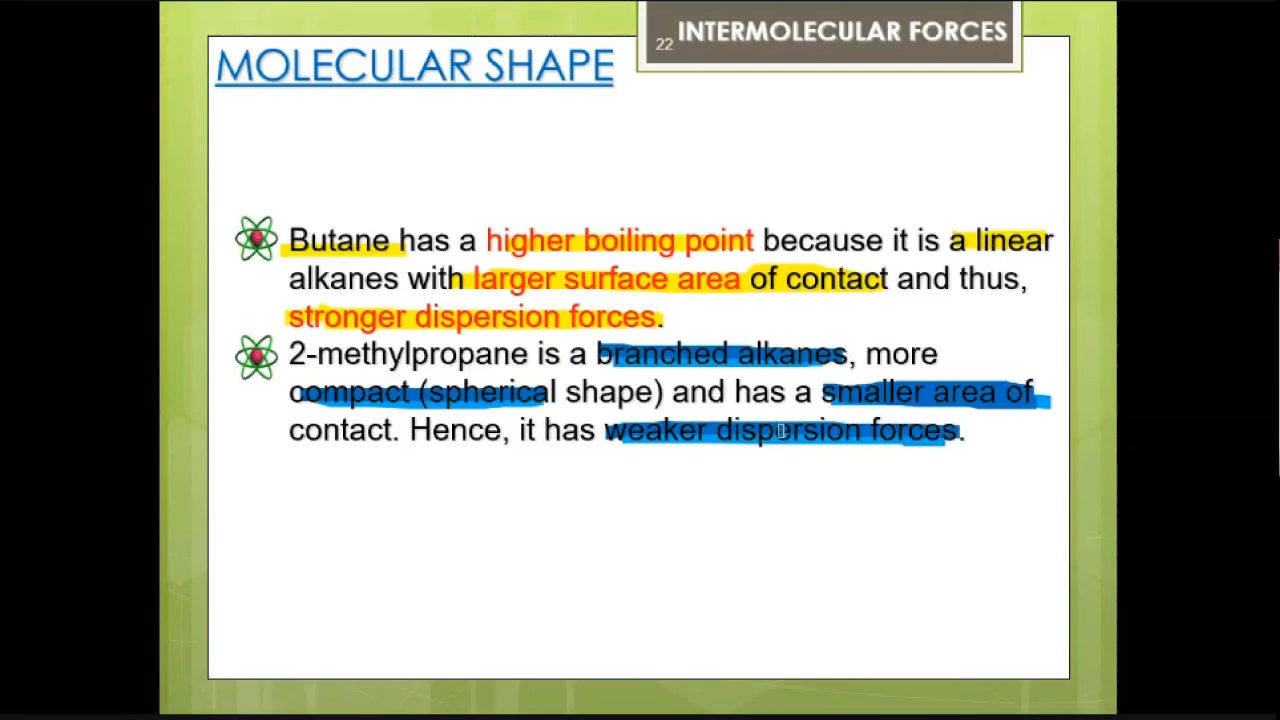 22 INTERMOLECULAR FORCES
MOLECULAR SHAPE
Butane has a higher boiling point because it is a linear
alkanes with larger surface area of contact and thus,
stronger dispersion forces.
2-methylpropane is a branched alkanes, more
compact (spherical shape) and has a smaller area of
contact. Hence, it has weaker dispersion forces.